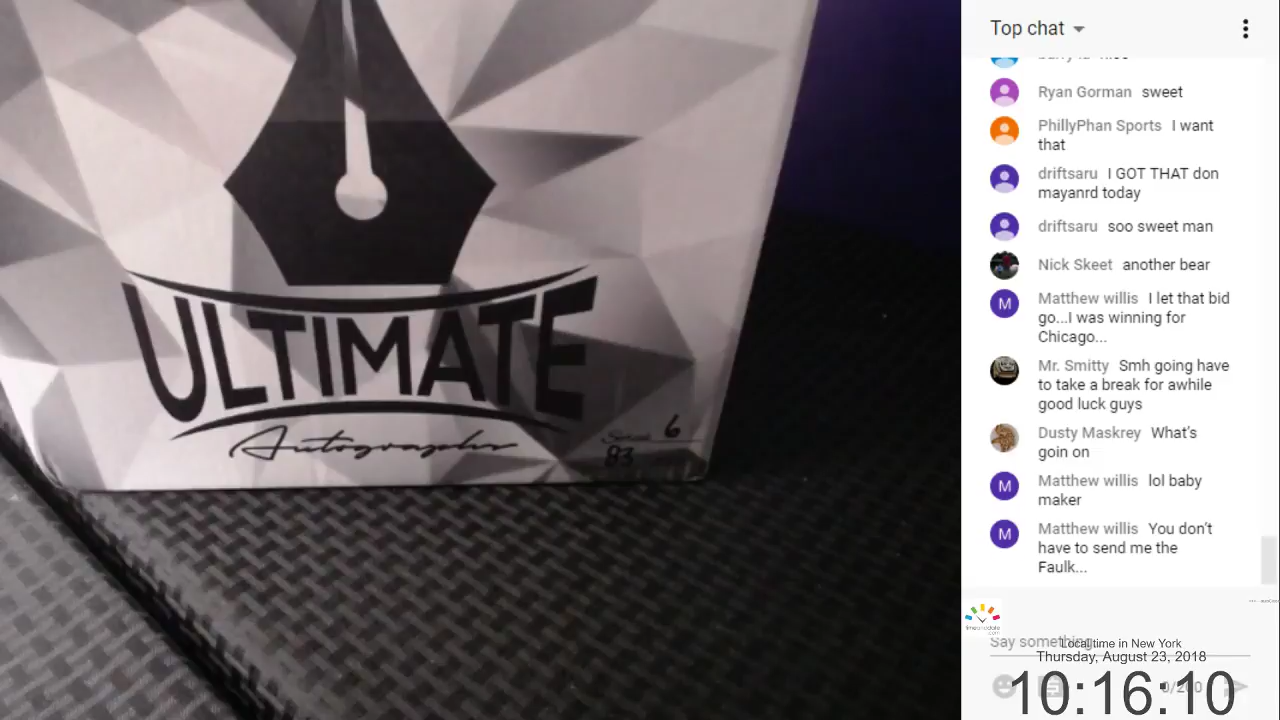 ULTIMATE
Autographs
Series 6
83
Top chat
Ryan Gorman sweet
PhillyPhan Sports I want
that
driftsaru I GOT THAT don
mayanrd today
driftsaru soo sweet man
Nick Skeet another bear
Matthew willis I let that bid
go...I was winning for
Chicago...
Mr. Smitty Smh going have
to take a break for awhile
good luck guys
Dusty Maskrey What's
goin on
Matthew willis lol baby
maker
Matthew willis You don't
have to send me the
Faulk...
Say something...
Local time in New York
Thursday, August 23, 2018
0/200
10:16:10